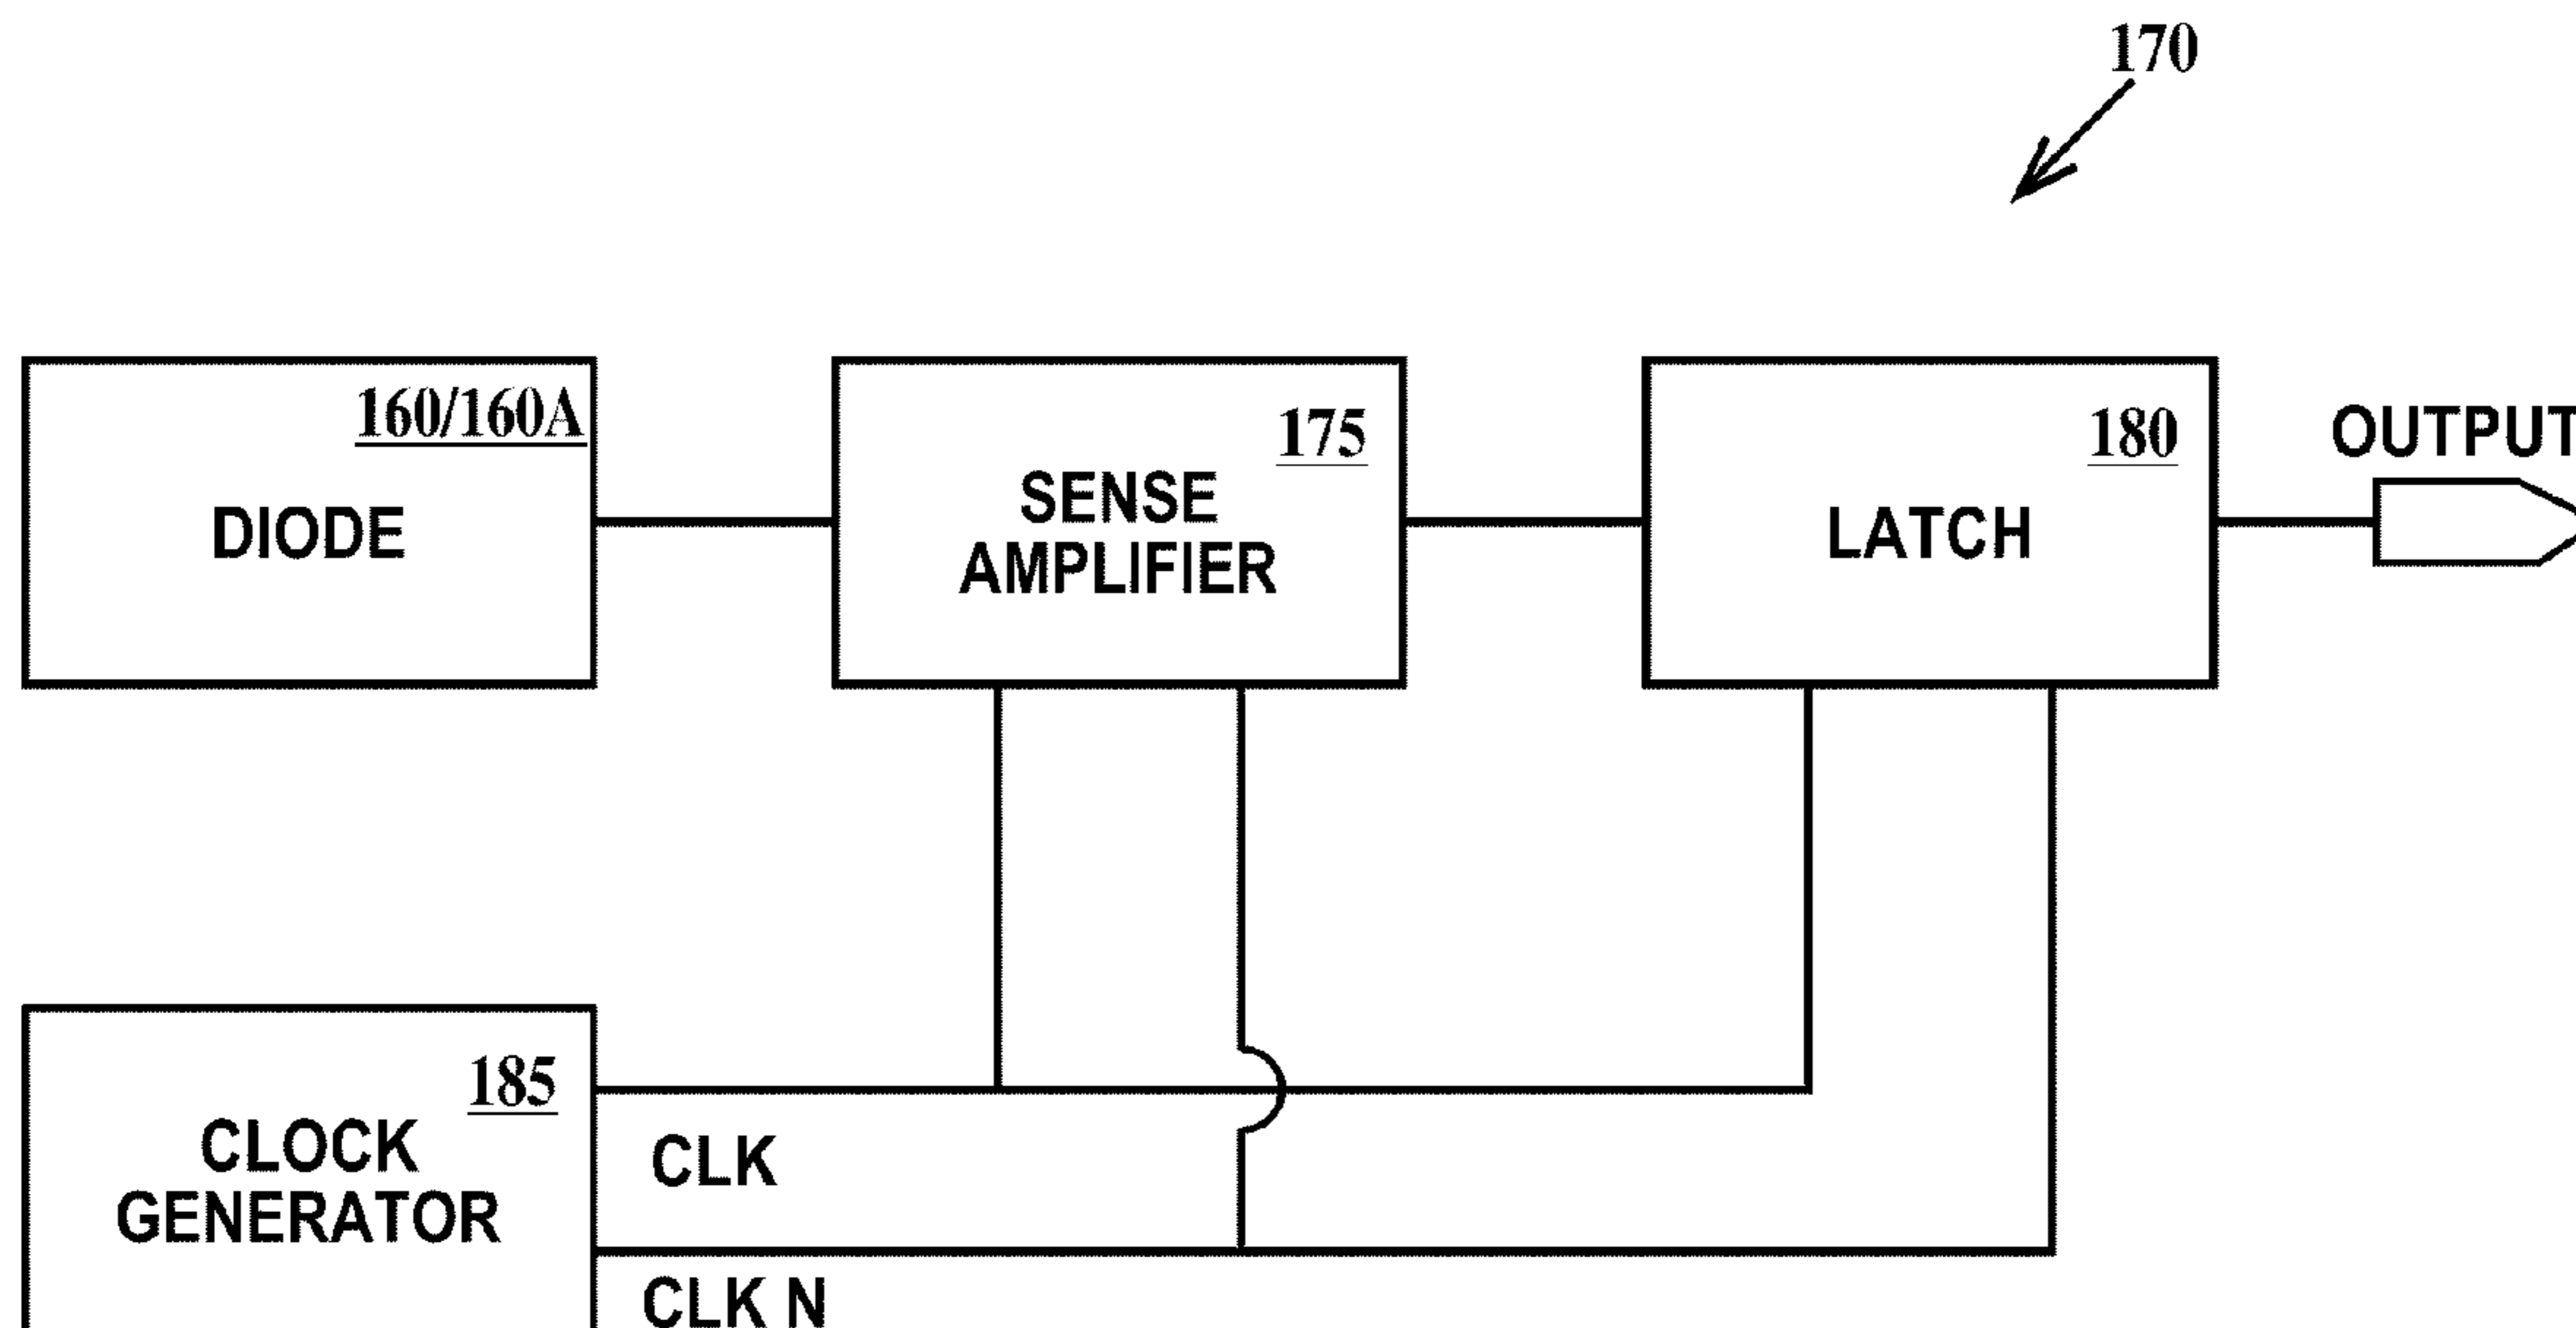 170
160/160A
DIODE
175
SENSE
AMPLIFIER
180
LATCH
OUTPUT
185
CLOCK
GENERATOR
CLK
CLK N